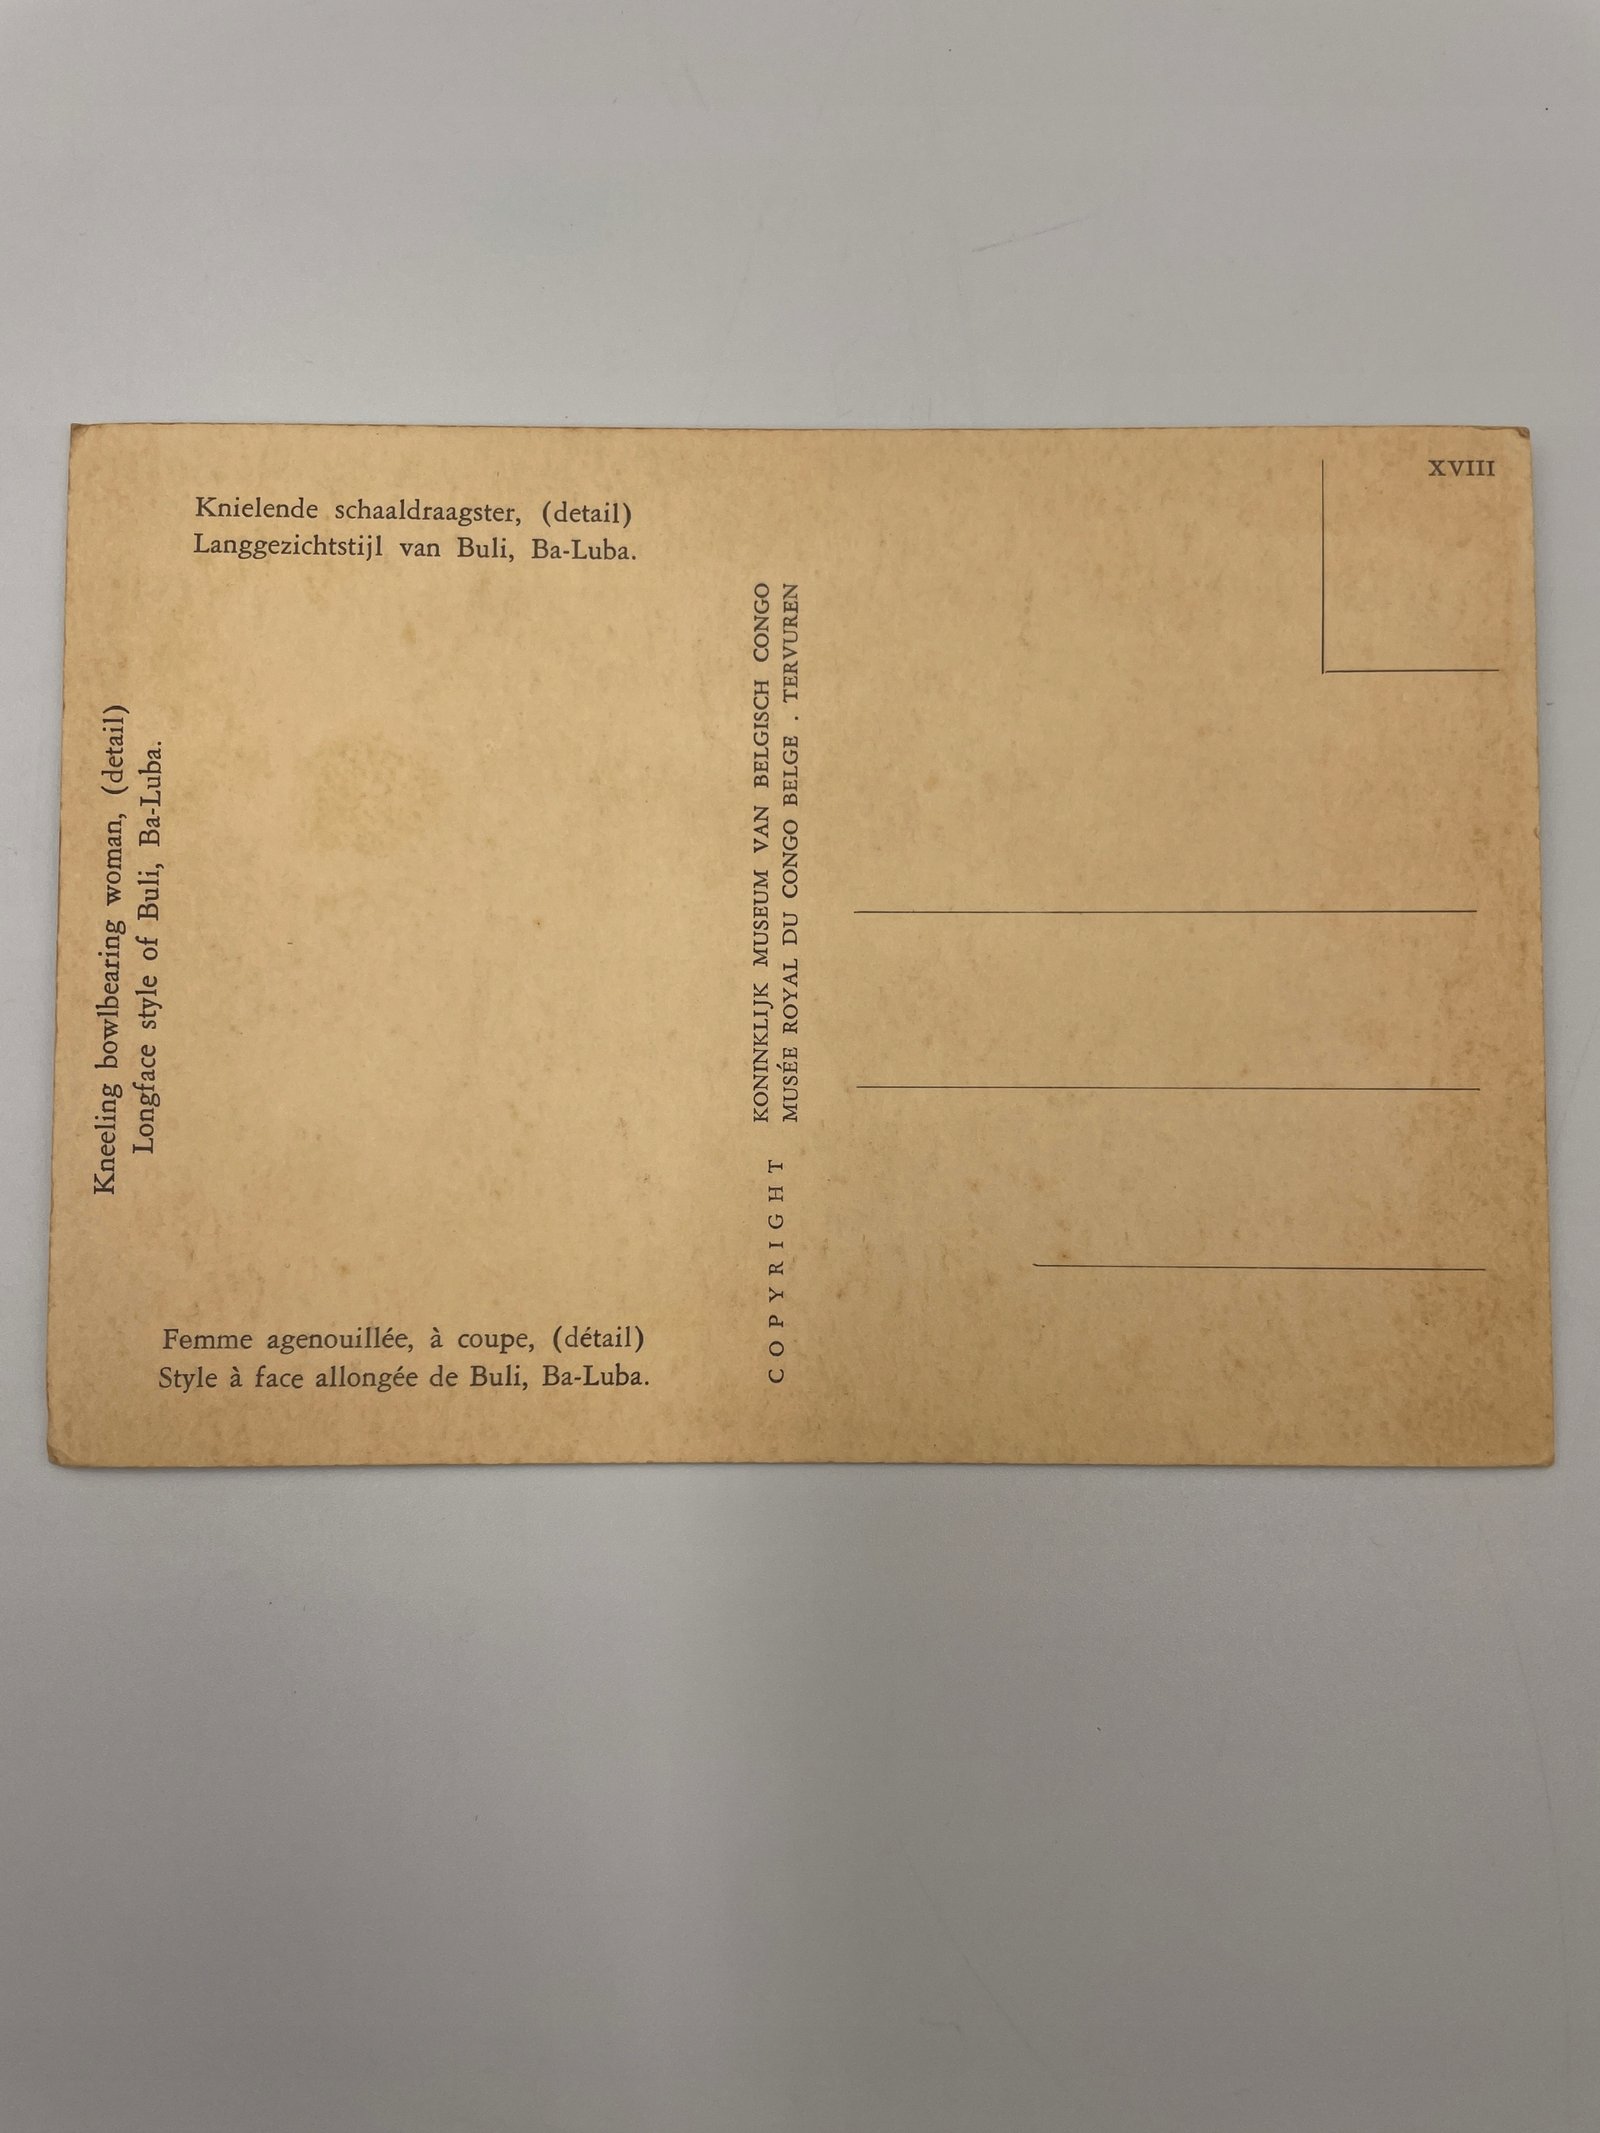 Knielende schaaldraagster, (detail)
Langgezichtstijl van Buli, Ba-Luba.
Kneeling bowlbearing woman, (detail)
Longface style of Buli, Ba-Luba.
Femme agenouillée, à coupe, (détail)
Style à face allongée de Buli, Ba-Luba.
COPYRIGHT
KONINKLIJK MUSEUM VAN BELGISCH CONGO
MUSÉE ROYAL DU CONGO BELGE . TERVUREN
XVIII